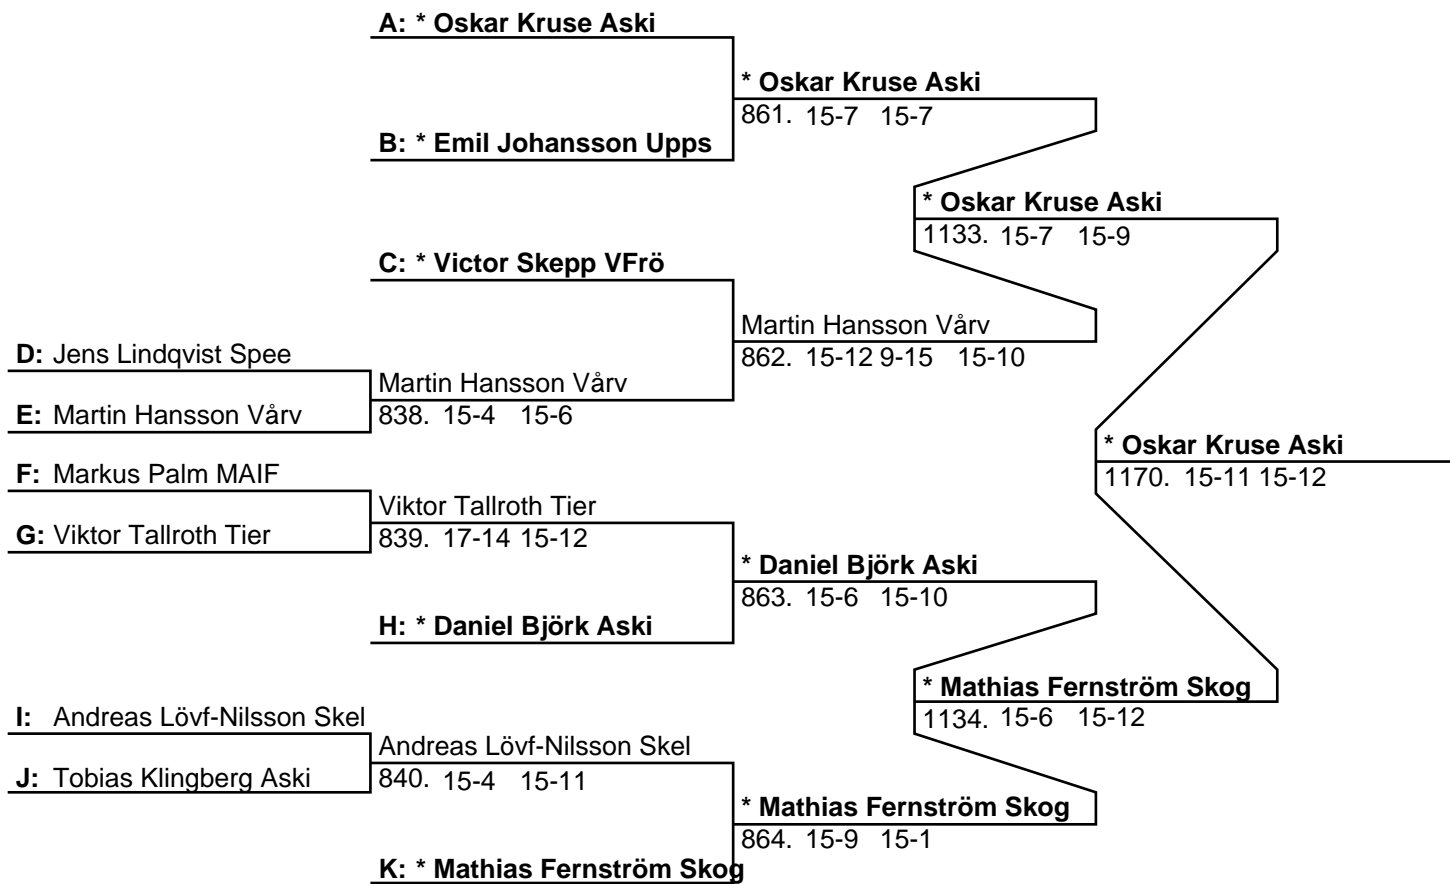 A: * Oskar Kruse Aski
* Oskar Kruse Aski
861. 15-7 15-7
B: * Emil Johansson Upps
* Oskar Kruse Aski
1133. 15-7 15-9
C: * Victor Skepp VFrö
Martin Hansson Vårv
862. 15-12 9-15 15-10
D: Jens Lindqvist Spee
Martin Hansson Vårv
838. 15-4 15-6
E: Martin Hansson Vårv
* Oskar Kruse Aski
1170. 15-11 15-12
F: Markus Palm MAIF
Viktor Tallroth Tier
839. 17-14 15-12
G: Viktor Tallroth Tier
* Daniel Björk Aski
863. 15-6 15-10
H: * Daniel Björk Aski
* Mathias Fernström Skog
1134. 15-6 15-12
I: Andreas Lövf-Nilsson Skel
Andreas Lövf-Nilsson Skel
840. 15-4 15-11
J: Tobias Klingberg Aski
* Mathias Fernström Skog
864. 15-9 15-1
K: * Mathias Fernström Skog